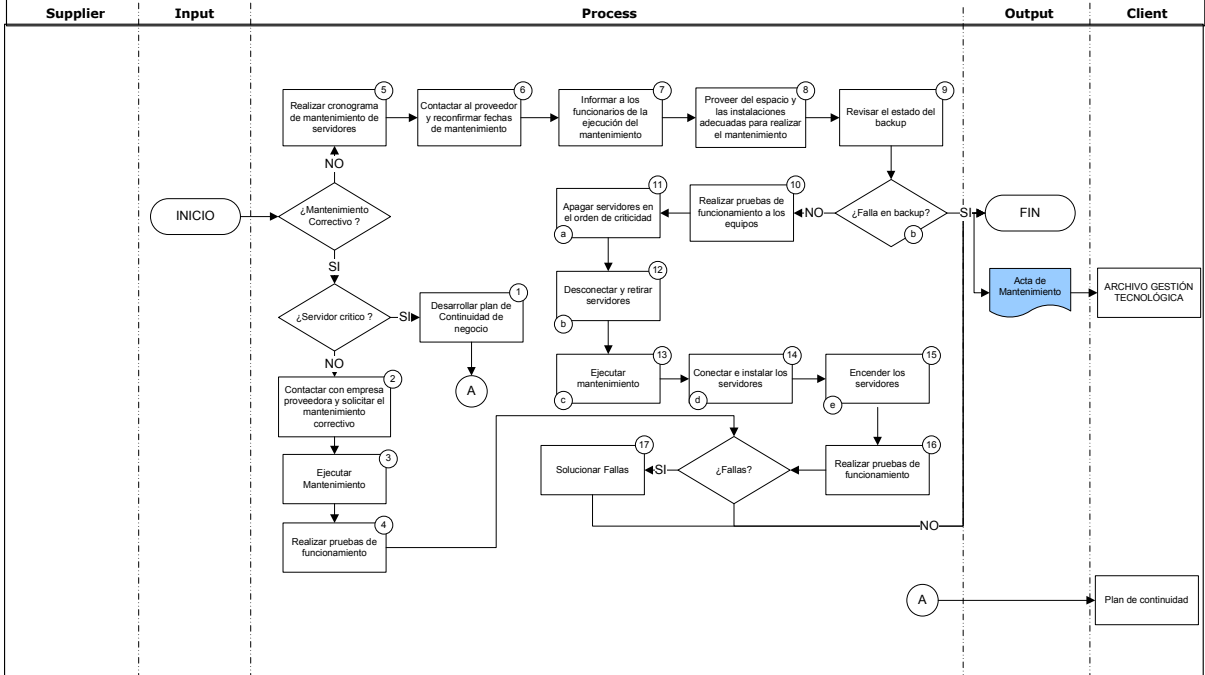 Supplier
Input
Process
Output
Client
5
Realizar cronograma
de mantenimiento de
servidores
6
Contactar al proveedor
y reconfirmar fechas
de mantenimiento
7
Informar a los
funcionarios de la
ejecución del
mantenimiento
8
Proveer del espacio y
las instalaciones
adecuadas para realizar
el mantenimiento
9
Revisar el estado del
backup
NO
INICIO
¿Mantenimiento
Correctivo ?
11
Apagar servidores en
el orden de criticidad
a
10
Realizar pruebas de
funcionamiento a los
equipos
NO
¿Falla en backup?
b
SI
FIN
SI
12
Desconectar y retirar
servidores
b
Acta de
Mantenimiento
ARCHIVO GESTIÓN
TECNOLÓGICA
¿Servidor critico ?
SI
1
Desarrollar plan de
Continuidad de
negocio
NO
A
2
Contactar con empresa
proveedora y solicitar el
mantenimiento
correctivo
13
Ejecutar
mantenimiento
c
14
Conectar e instalar los
servidores
d
15
Encender los
servidores
e
3
Ejecutar
Mantenimiento
17
Solucionar Fallas
SI
¿Fallas?
16
Realizar pruebas de
funcionamiento
4
Realizar pruebas de
funcionamiento
NO
A
Plan de continuidad